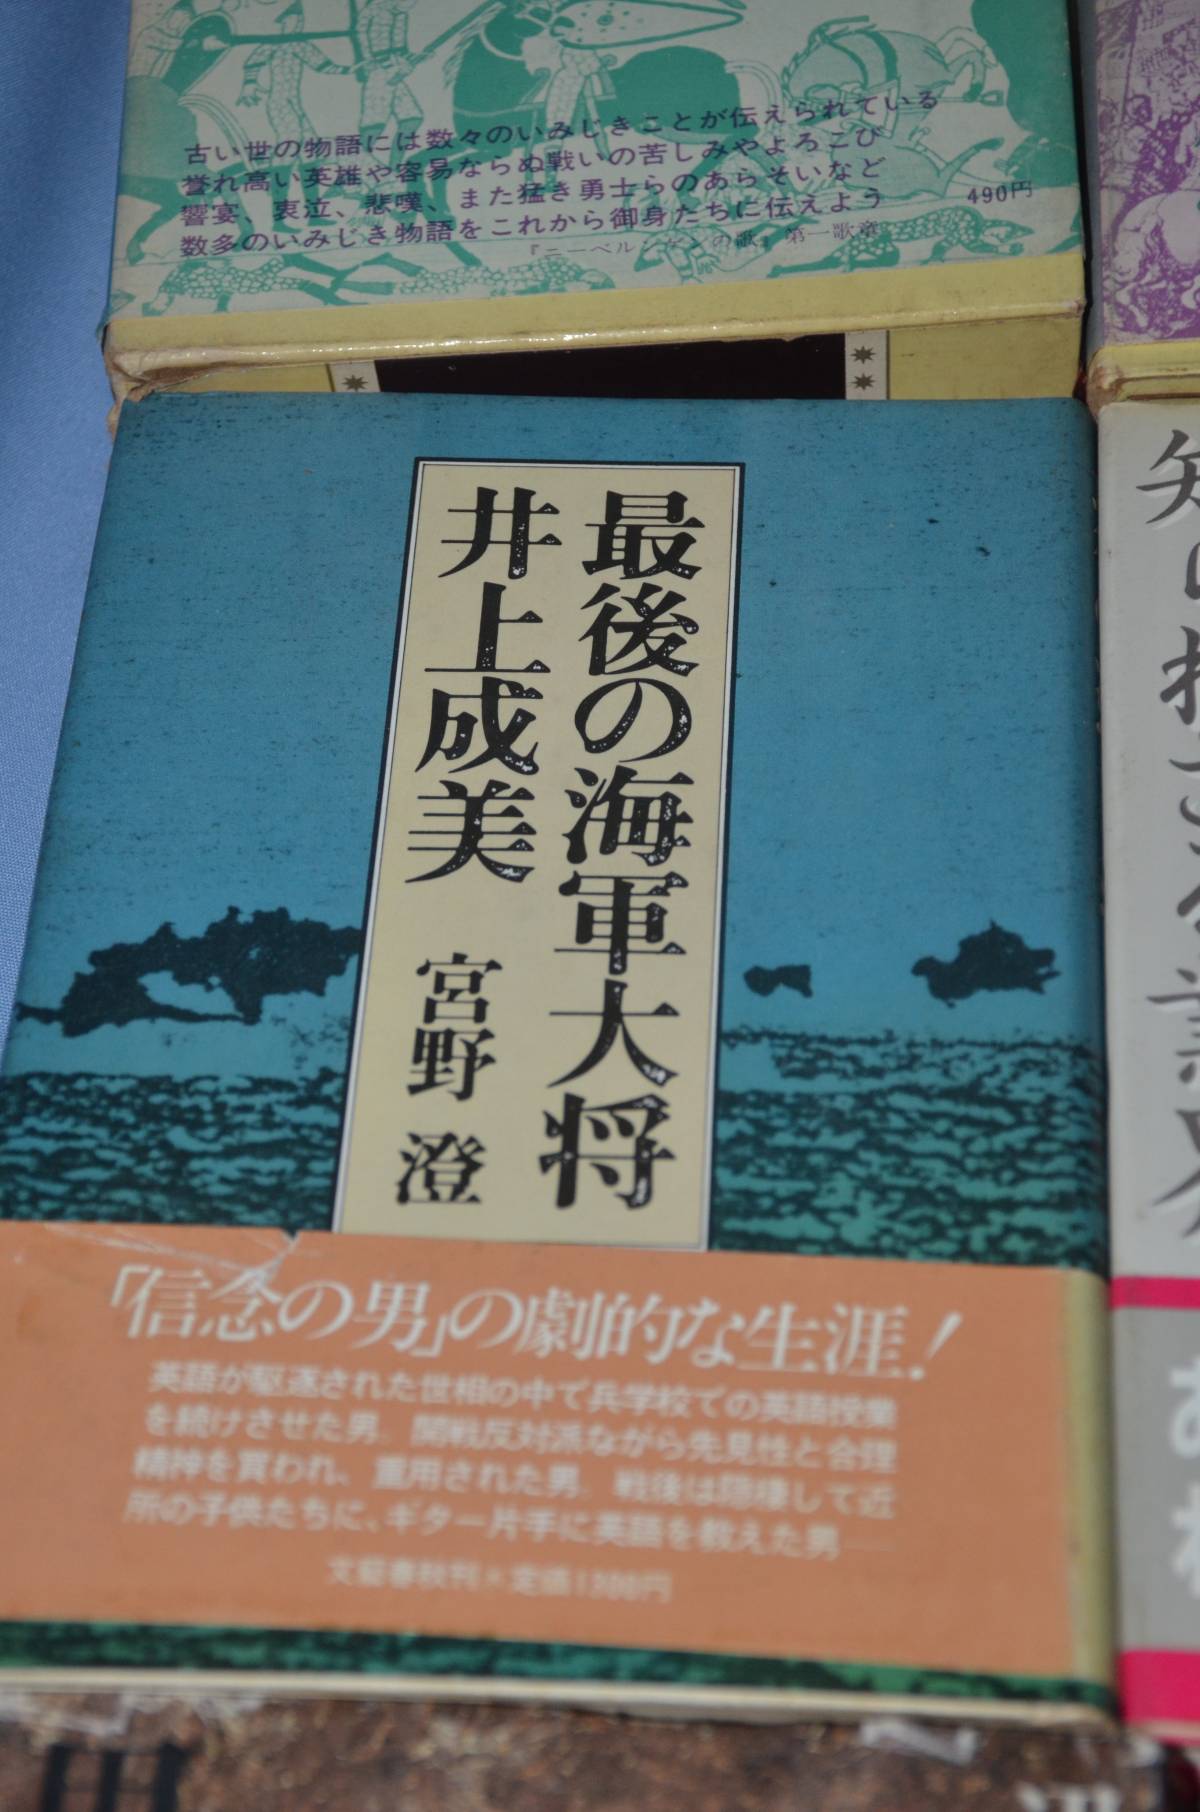 古い世の物語には数々のいみじきことが伝えられている
誉れ高い英雄や容易ならぬ戦いの苦しみやよろこび
響宴、哀泣、悲嘆、また猛き勇士らのあらそいなど
数多のいみじき物語をこれから御身たちに伝えよう
『ニーベルンゲンの歌』第一歌章
490円
最後の海軍大将
井上成美
宮野 澄
「信念の男」の劇的な生涯!
英語が駆逐された世相の中で兵学校での英語授業
を続けさせた男。開戦反対派ながら先見性と合理
精神を買われ、重用された男。戦後は隠棲して近
所の子供たちに、ギター片手に英語を教えた男——
文藝春秋刊×定価1300円